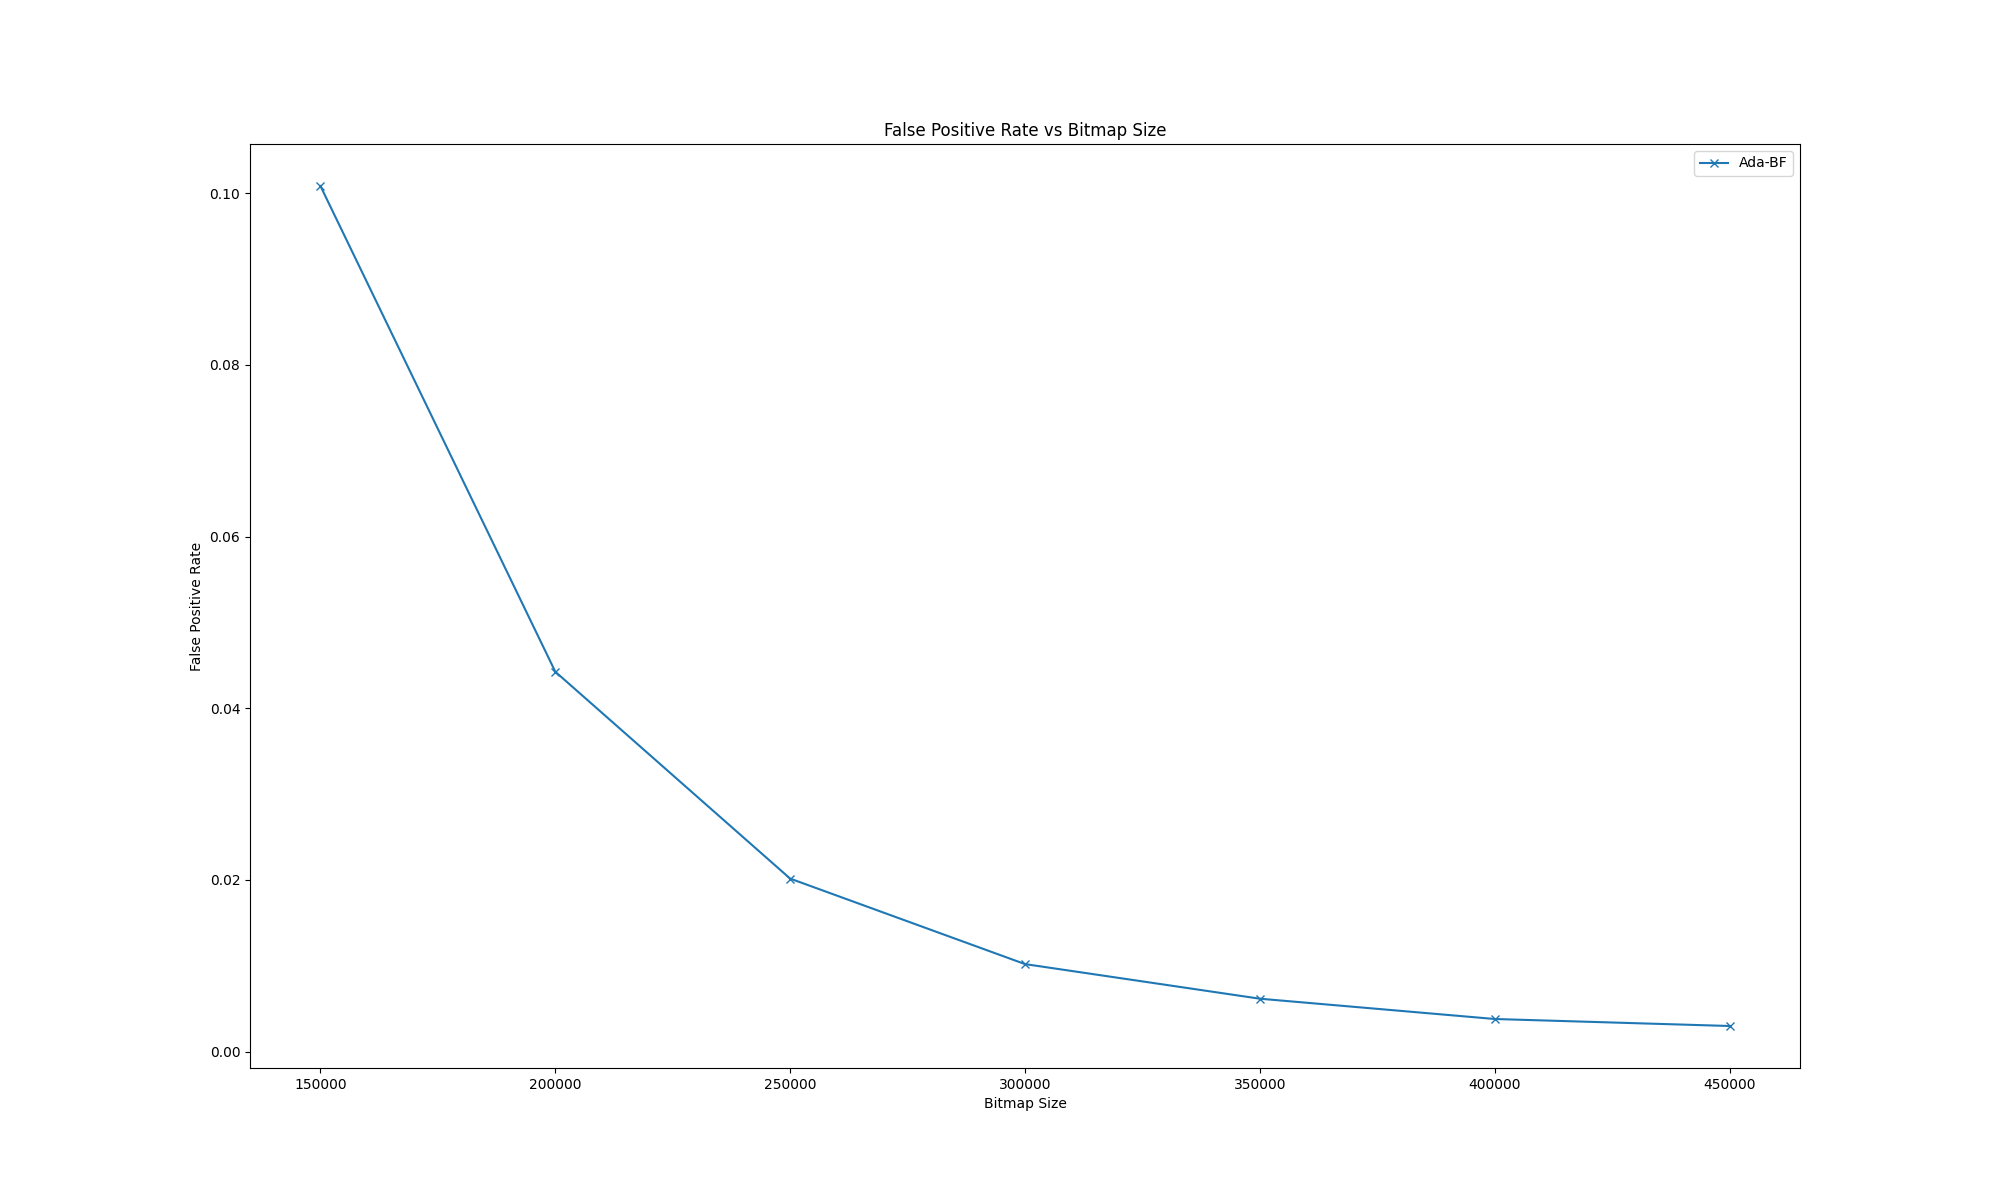 False Positive Rate vs Bitmap Size
Ada-BF
0.10
0.08
0.06
0.04
0.02
0.00
False Positive Rate
150000 200000 250000 300000 350000 400000 450000
Bitmap Size